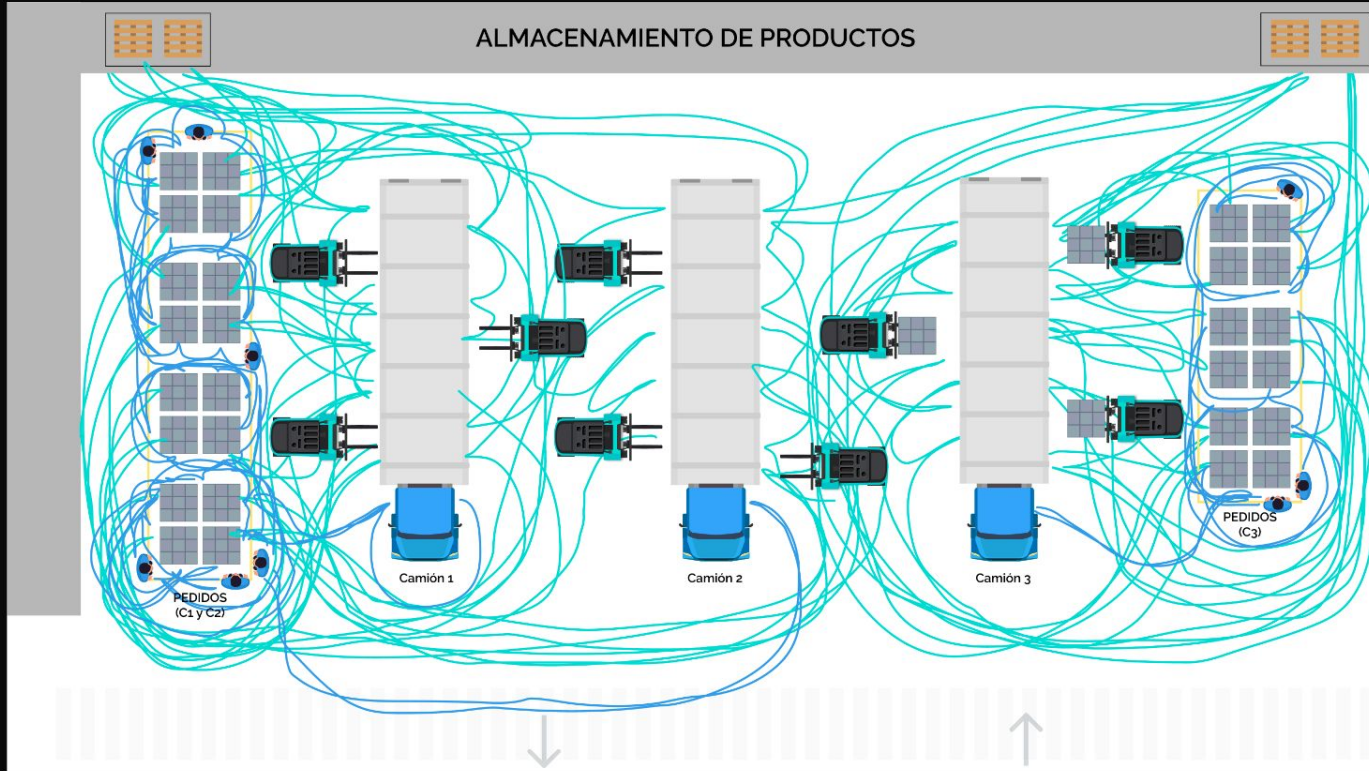 ALMACENAMIENTO DE PRODUCTOS
Camión 1
Camión 2
Camión 3
PEDIDOS
(C3)
PEDIDOS
(C1 y C2)